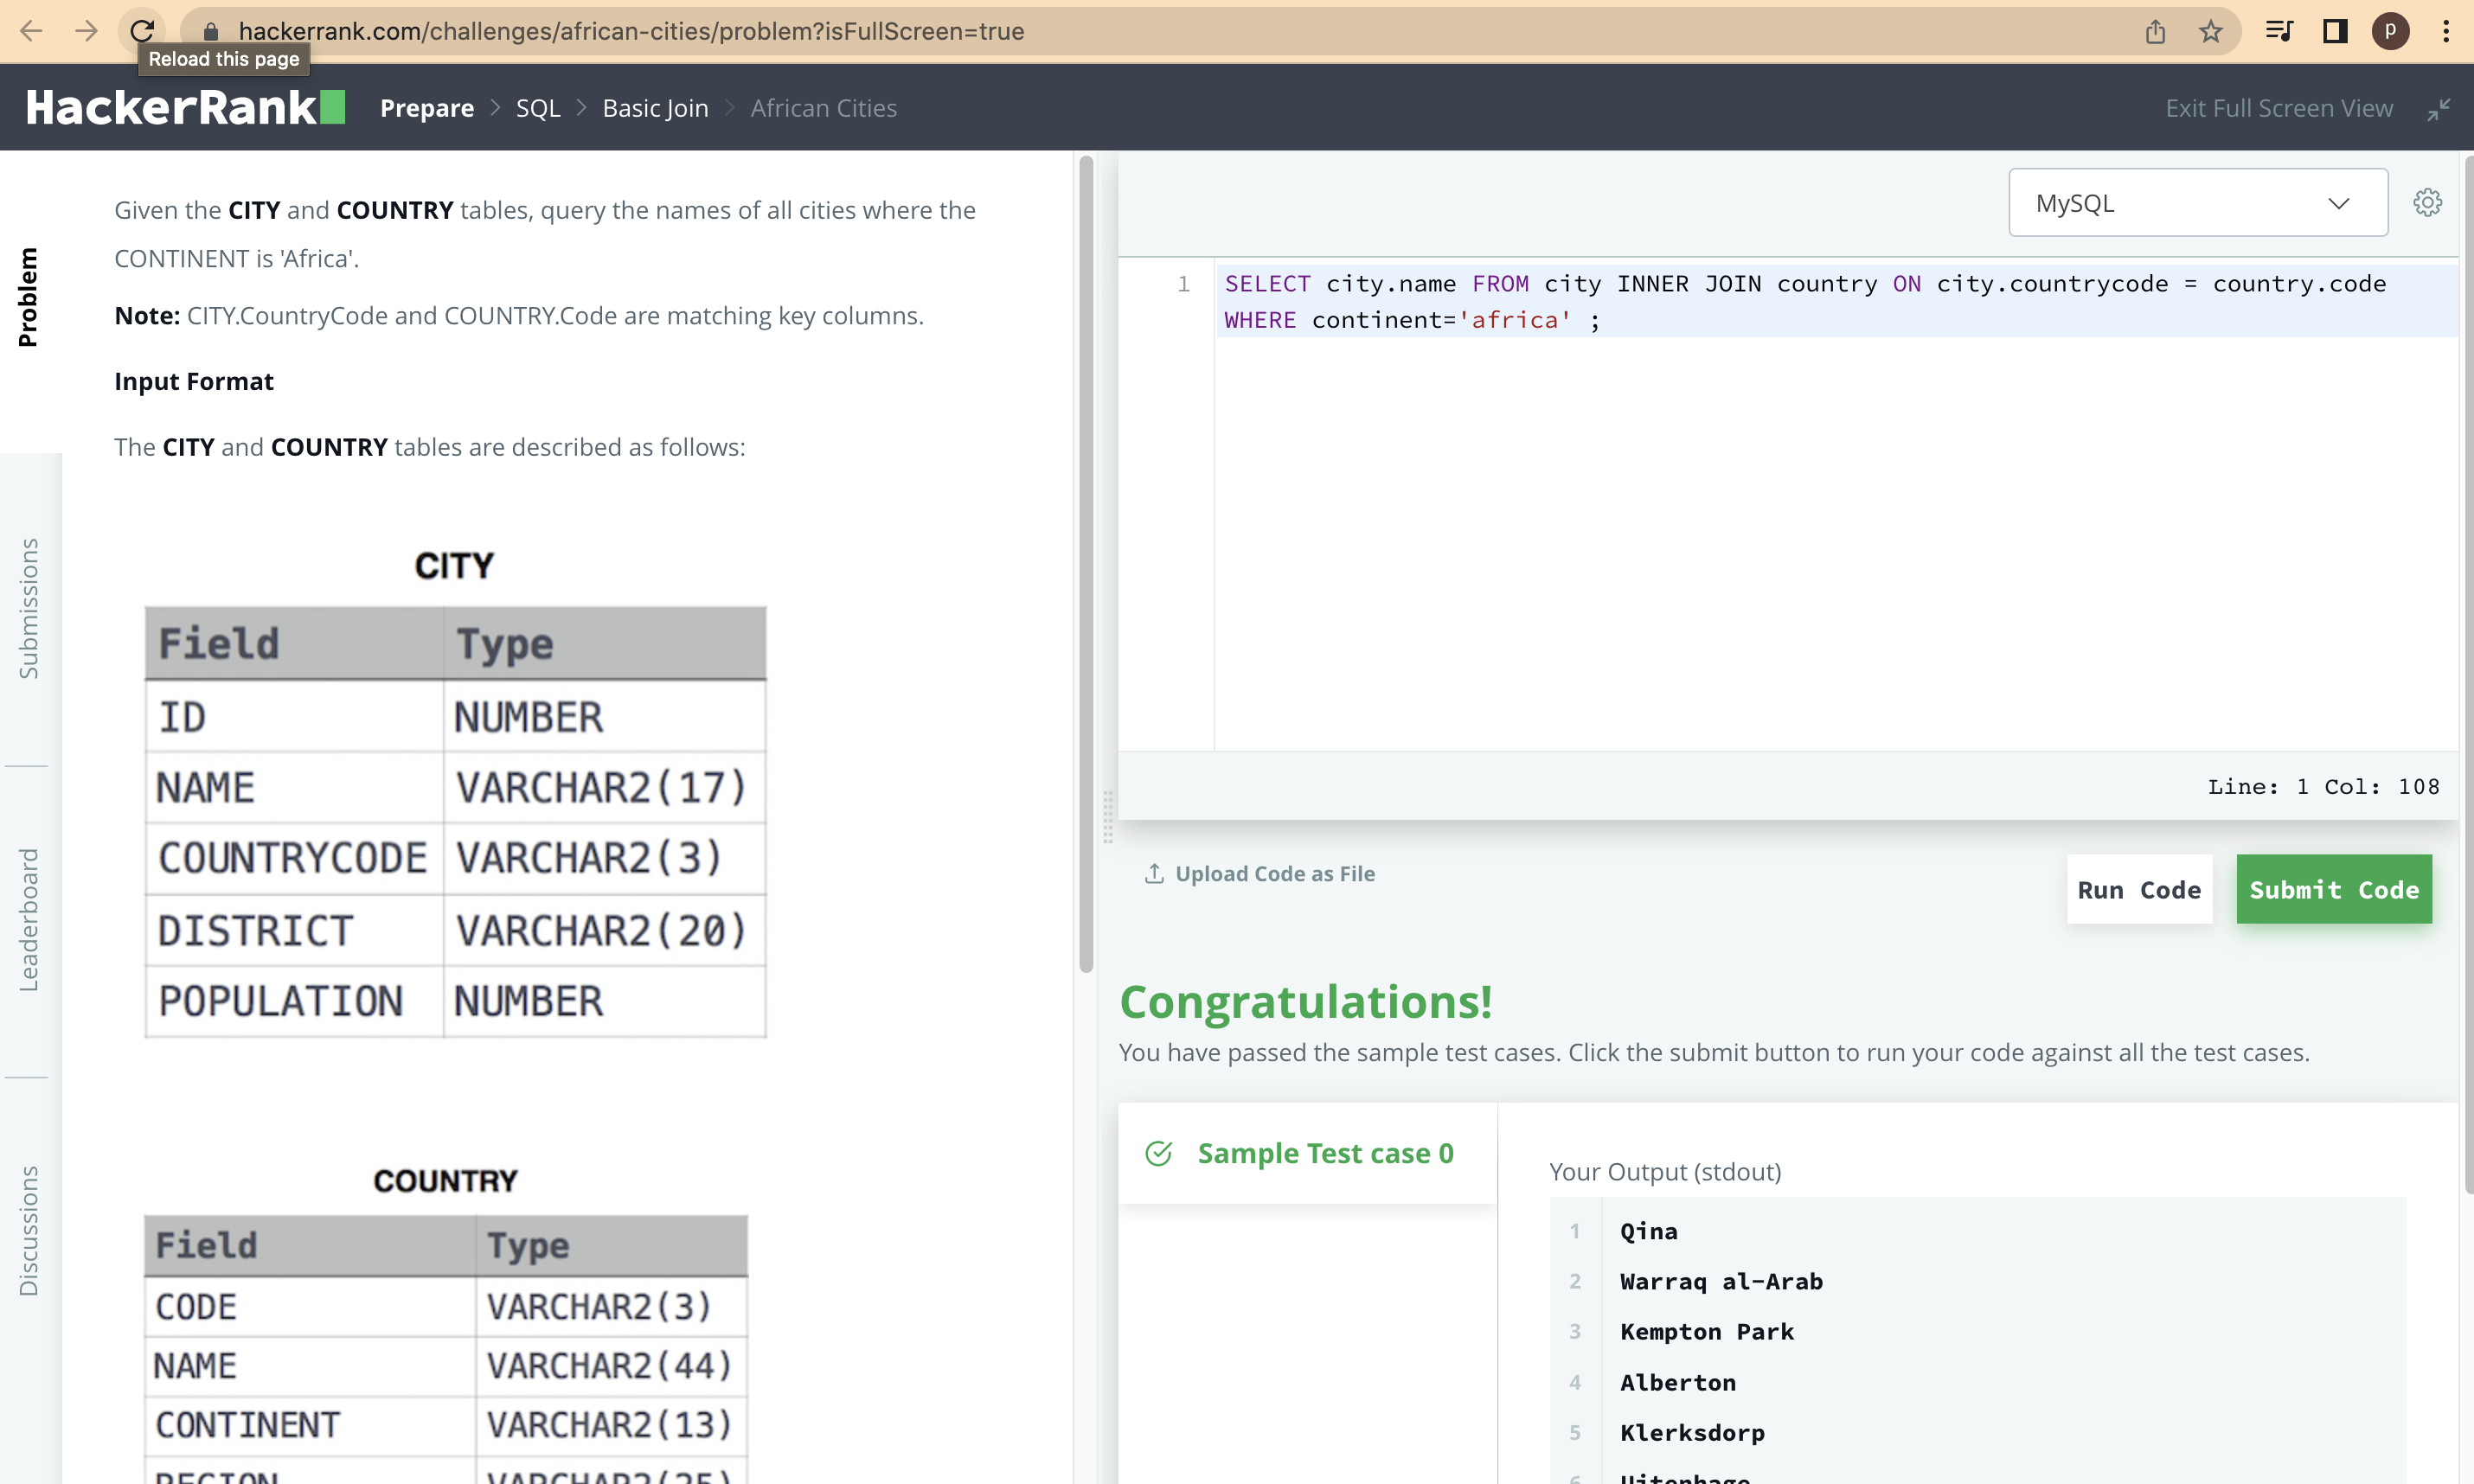 hackerrank.com/challenges/african-cities/problem?isFullScreen=true
p
Reload this page
HackerRank
Prepare > SQL > Basic Join > African Cities
Exit Full Screen View
Problem
Submissions
Leaderboard
Discussions
Given the CITY and COUNTRY tables, query the names of all cities where the
CONTINENT is 'Africa'.
Note: CITY.CountryCode and COUNTRY.Code are matching key columns.
Input Format
The CITY and COUNTRY tables are described as follows:
CITY
Field Type
ID NUMBER
NAME VARCHAR2(17)
COUNTRYCODE VARCHAR2(3)
DISTRICT VARCHAR2(20)
POPULATION NUMBER
COUNTRY
Field Type
CODE VARCHAR2(3)
NAME VARCHAR2(44)
CONTINENT VARCHAR2(13)
REGION VARCHAR2(25)
MySQL
1 SELECT city.name FROM city INNER JOIN country ON city.countrycode = country.code
WHERE continent='africa' ;
Line: 1 Col: 108
Upload Code as File
Run Code
Submit Code
Congratulations!
You have passed the sample test cases. Click the submit button to run your code against all the test cases.
Sample Test case 0
Your Output (stdout)
1 Qina
2 Warraq al-Arab
3 Kempton Park
4 Alberton
5 Klerksdorp
6 Uitenhage